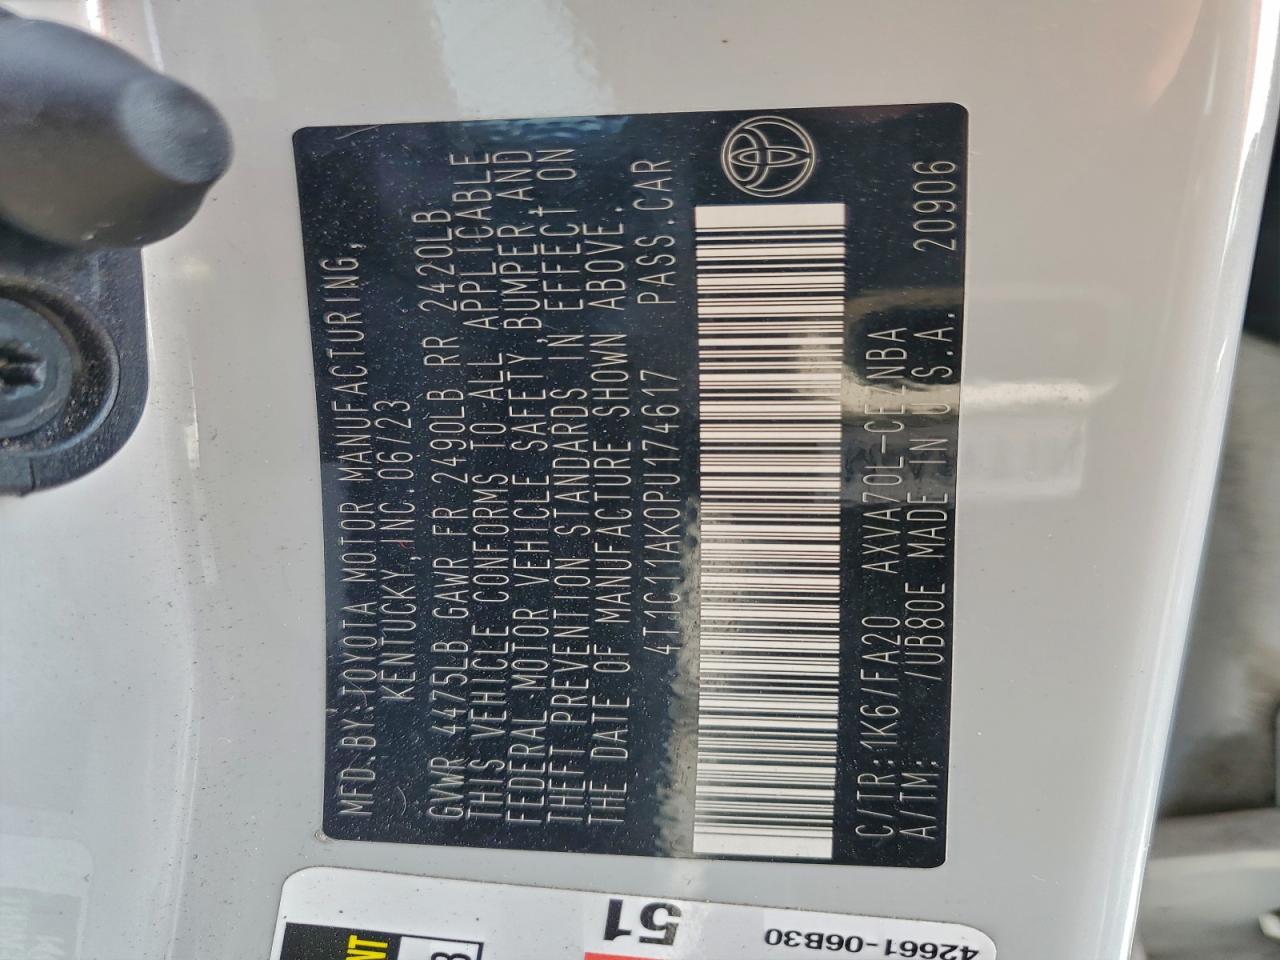 MFD.BY:TOYOTA MOTOR MANUFACTURING,
KENTUCKY,INC.06/23
GVWR 4475LB GAWR FR 2490LB RR 2420LB
THIS VEHICLE CONFORMS TO ALL APPLICABLE
FEDERAL MOTOR VEHICLE SAFETY,BUMPER,AND
THEFT PREVENTION STANDARDS IN EFFECT ON
THE DATE OF MANUFACTURE SHOWN ABOVE.
4T1C11AK0PU174617 PASS.CAR
C/TR:1K6/FA20 AXVA70L-CEZNBA
A/TM: /UB80E MADE IN U.S.A. 20906
51
42661-06B30